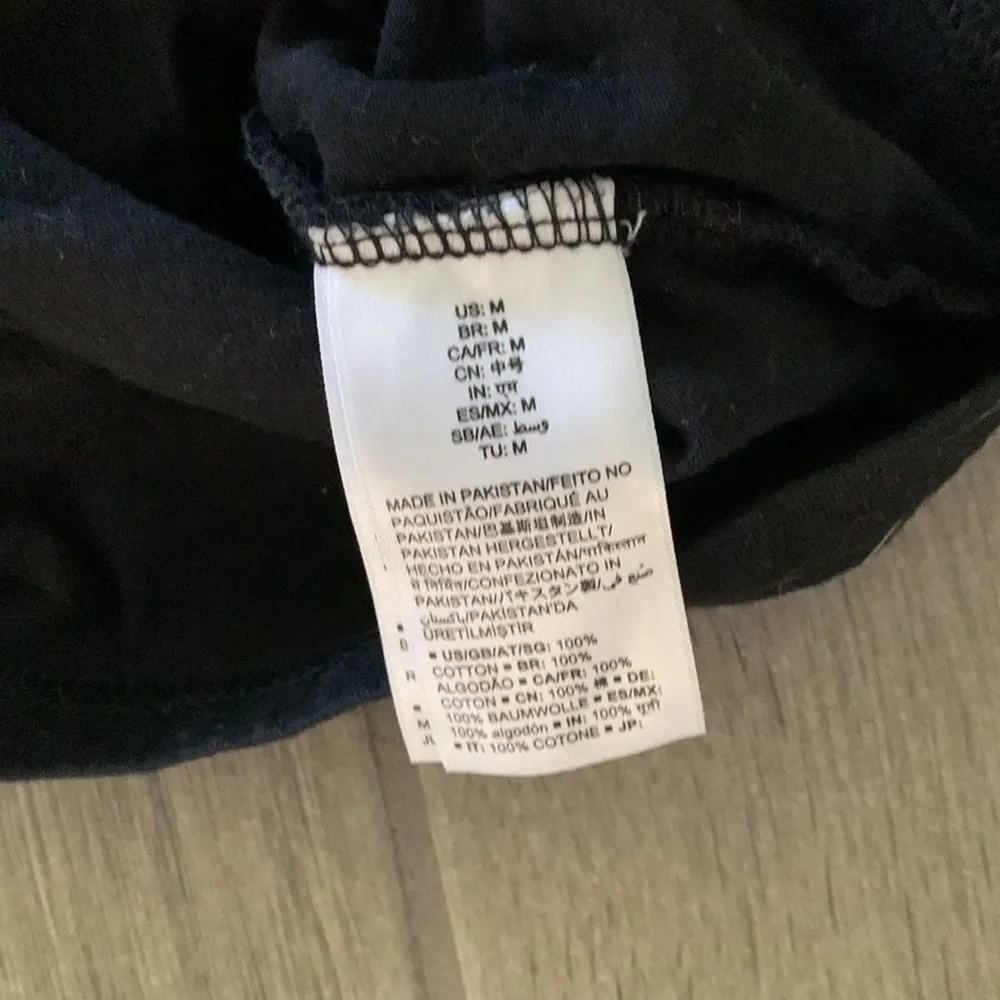 US: M
BR: M
CA/FR: M
CN: 中号
IN: एम
ES/MX: M
SB/AE: وسط
TU: M
MADE IN PAKISTAN/FEITO NO
PAQUISTÃO/FABRIQUÉ AU
PAKISTAN/巴基斯坦制造/IN
PAKISTAN HERGESTELLT/
HECHO EN PAKISTÁN/पाकिस्तान
में निर्मित/CONFEZIONATO IN
PAKISTAN/パキスタン製/صنع في
باكستان/PAKISTAN'DA
ÜRETİLMİŞTİR
▪ US/GB/AT/SG: 100%
COTTON ▪ BR: 100%
ALGODÃO ▪ CA/FR: 100%
COTON ▪ CN: 100% 棉 ▪ DE:
100% BAUMWOLLE ▪ ES/MX:
100% algodón ▪ IN: 100% सूती
▪ IT: 100% COTONE ▪ JP: